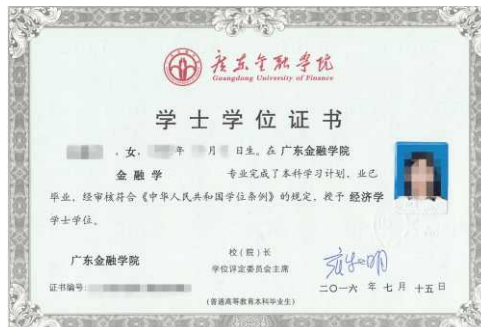 广东金融学院
Guangdong University of Finance
学士学位证书
，女， 年 月 日生。在 广东金融学院
金融学 专业完成了本科学习计划，业已
毕业，经审核符合《中华人民共和国学位条例》的规定，授予 经济学
学士学位。
广东金融学院
校(院)长
学位评定委员会主席
证书编号：
二〇一六 年 七 月 十五 日
(普通高等教育本科毕业生)